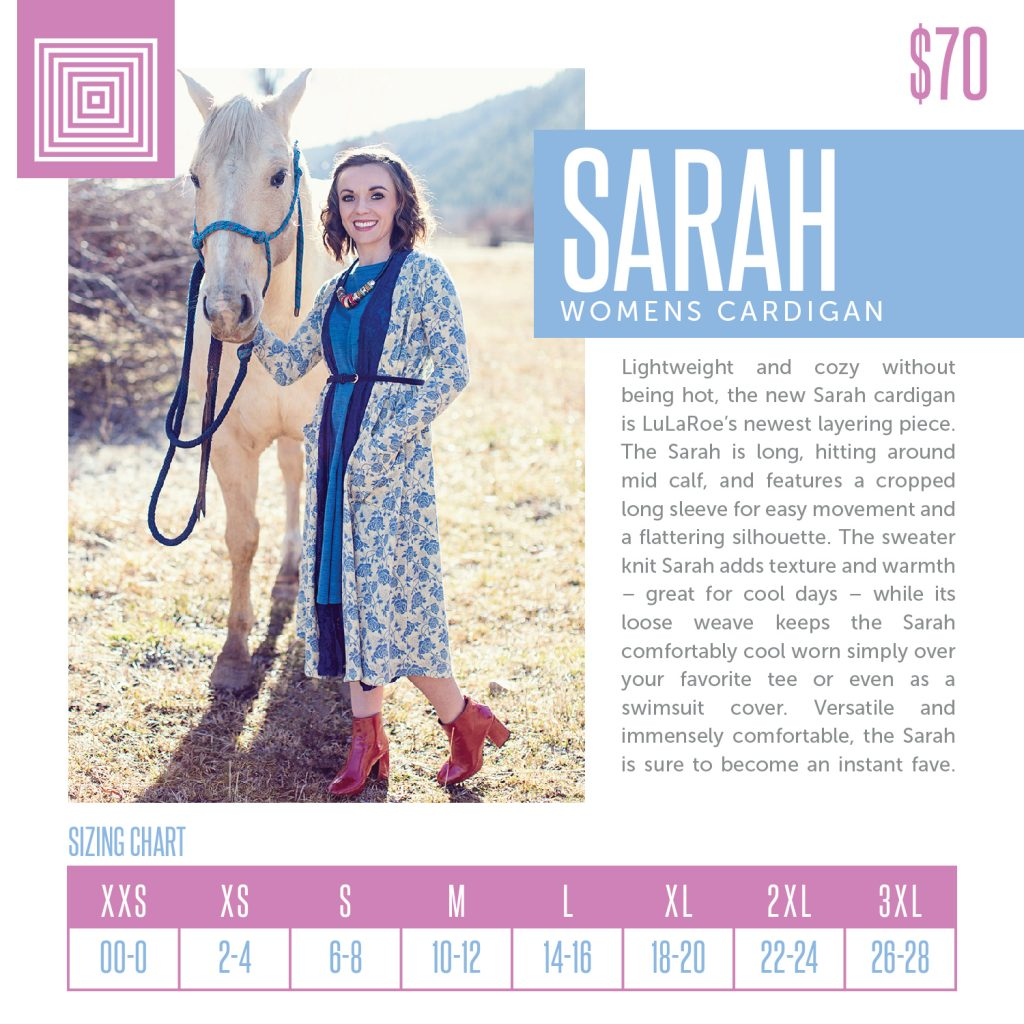 $70
SARAH
WOMENS CARDIGAN
Lightweight and cozy without
being hot, the new Sarah cardigan
is LuLaRoe’s newest layering piece.
The Sarah is long, hitting around
mid calf, and features a cropped
long sleeve for easy movement and
a flattering silhouette. The sweater
knit Sarah adds texture and warmth
– great for cool days – while its
loose weave keeps the Sarah
comfortably cool worn simply over
your favorite tee or even as a
swimsuit cover. Versatile and
immensely comfortable, the Sarah
is sure to become an instant fave.
SIZING CHART
XXS XS S M L XL 2XL 3XL
00-0 2-4 6-8 10-12 14-16 18-20 22-24 26-28